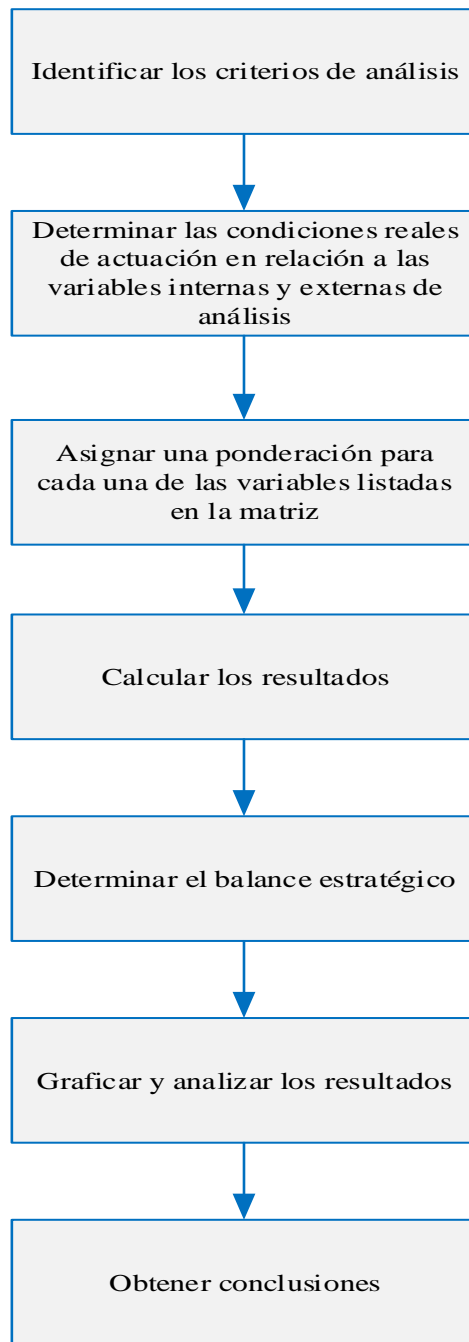 Identificar los criterios de análisis
Determinar las condiciones reales
de actuación en relación a las
variables internas y externas de
análisis
Asignar una ponderación para
cada una de las variables listadas
en la matriz
Calcular los resultados
Determinar el balance estratégico
Graficar y analizar los resultados
Obtener conclusiones